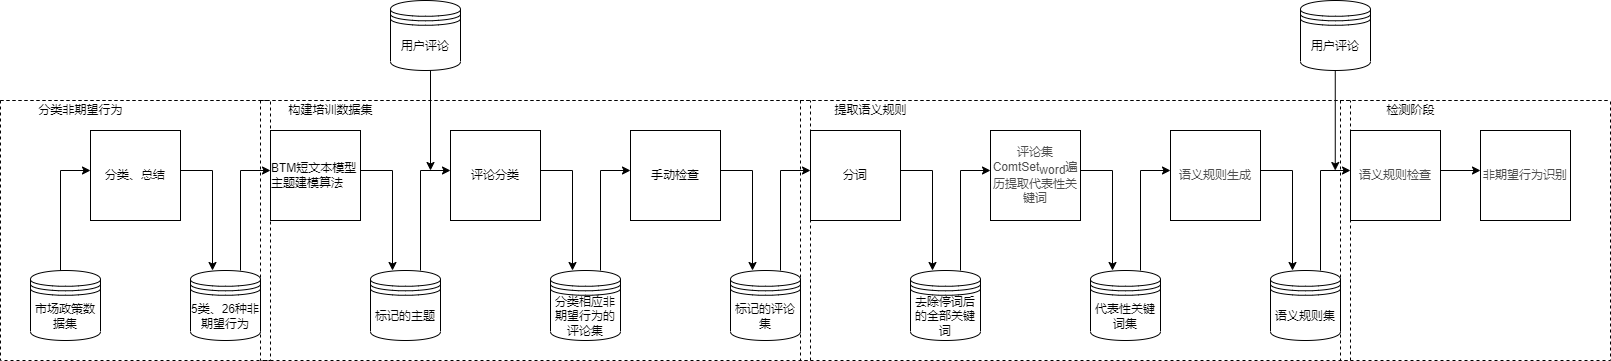 用户评论
用户评论
分类非期望行为
构建培训数据集
提取语义规则
检测阶段
分类、总结
BTM短文本模型
主题建模算法
评论分类
手动检查
分词
评论集
ComtSetword遍
历提取代表性关
键词
语义规则生成
语义规则检查
非期望行为识别
市场政策数
据集
5类、26种非
期望行为
标记的主题
分类相应非
期望行为的
评论集
标记的评论
集
去除停词后
的全部关键
词
代表性关键
词集
语义规则集